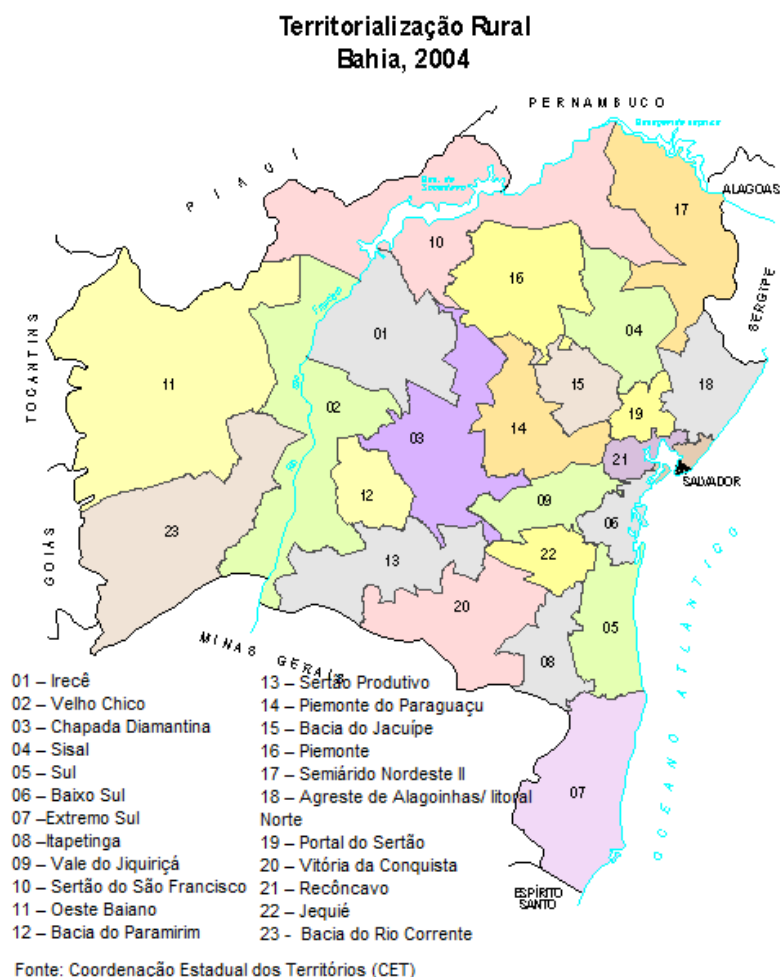 Territorialização Rural
Bahia, 2004
PERNAMBUCO
PIAUI
ALAGOAS
SERGIPE
TOCANTINS
GOIÁS
MINAS GERAIS
ESPÍRITO
SANTO
OCEANO ATLANTICO
SALVADOR
17
10
16
01
04
11
15
18
02
19
14
03
21
12
09
06
23
22
13
20
05
08
07
01 – Irecê
02 – Velho Chico
03 – Chapada Diamantina
04 – Sisal
05 – Sul
06 – Baixo Sul
07 –Extremo Sul
08 –Itapetinga
09 – Vale do Jiquiriçá
10 – Sertão do São Francisco
11 – Oeste Baiano
12 – Bacia do Paramirim
13 – Sertão Produtivo
14 – Piemonte do Paraguaçu
15 – Bacia do Jacuípe
16 – Piemonte
17 – Semiárido Nordeste II
18 – Agreste de Alagoinhas/ litoral
Norte
19 – Portal do Sertão
20 – Vitória da Conquista
21 – Recôncavo
22 – Jequié
23 - Bacia do Rio Corrente
Fonte: Coordenação Estadual dos Territórios (CET)